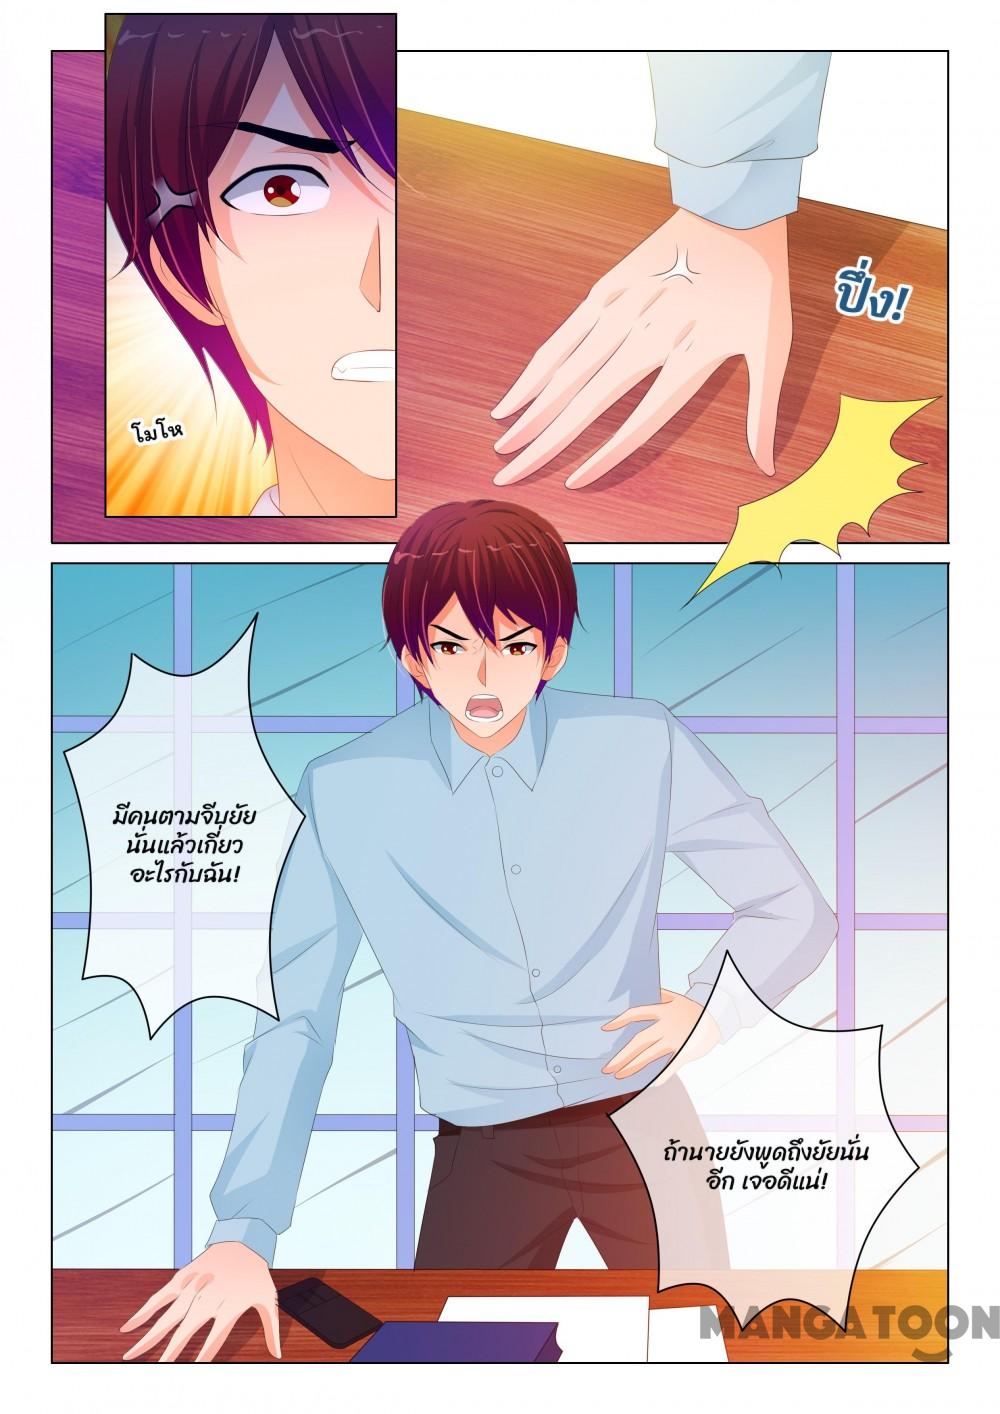 โมโห
ปึ่ง!
มีคนตามจีบยัย
นั่นแล้วเกี่ยว
อะไรกับฉัน!
ถ้านายยังพูดถึงยัยนั่น
อีก เจอดีแน่!
MANGATOON